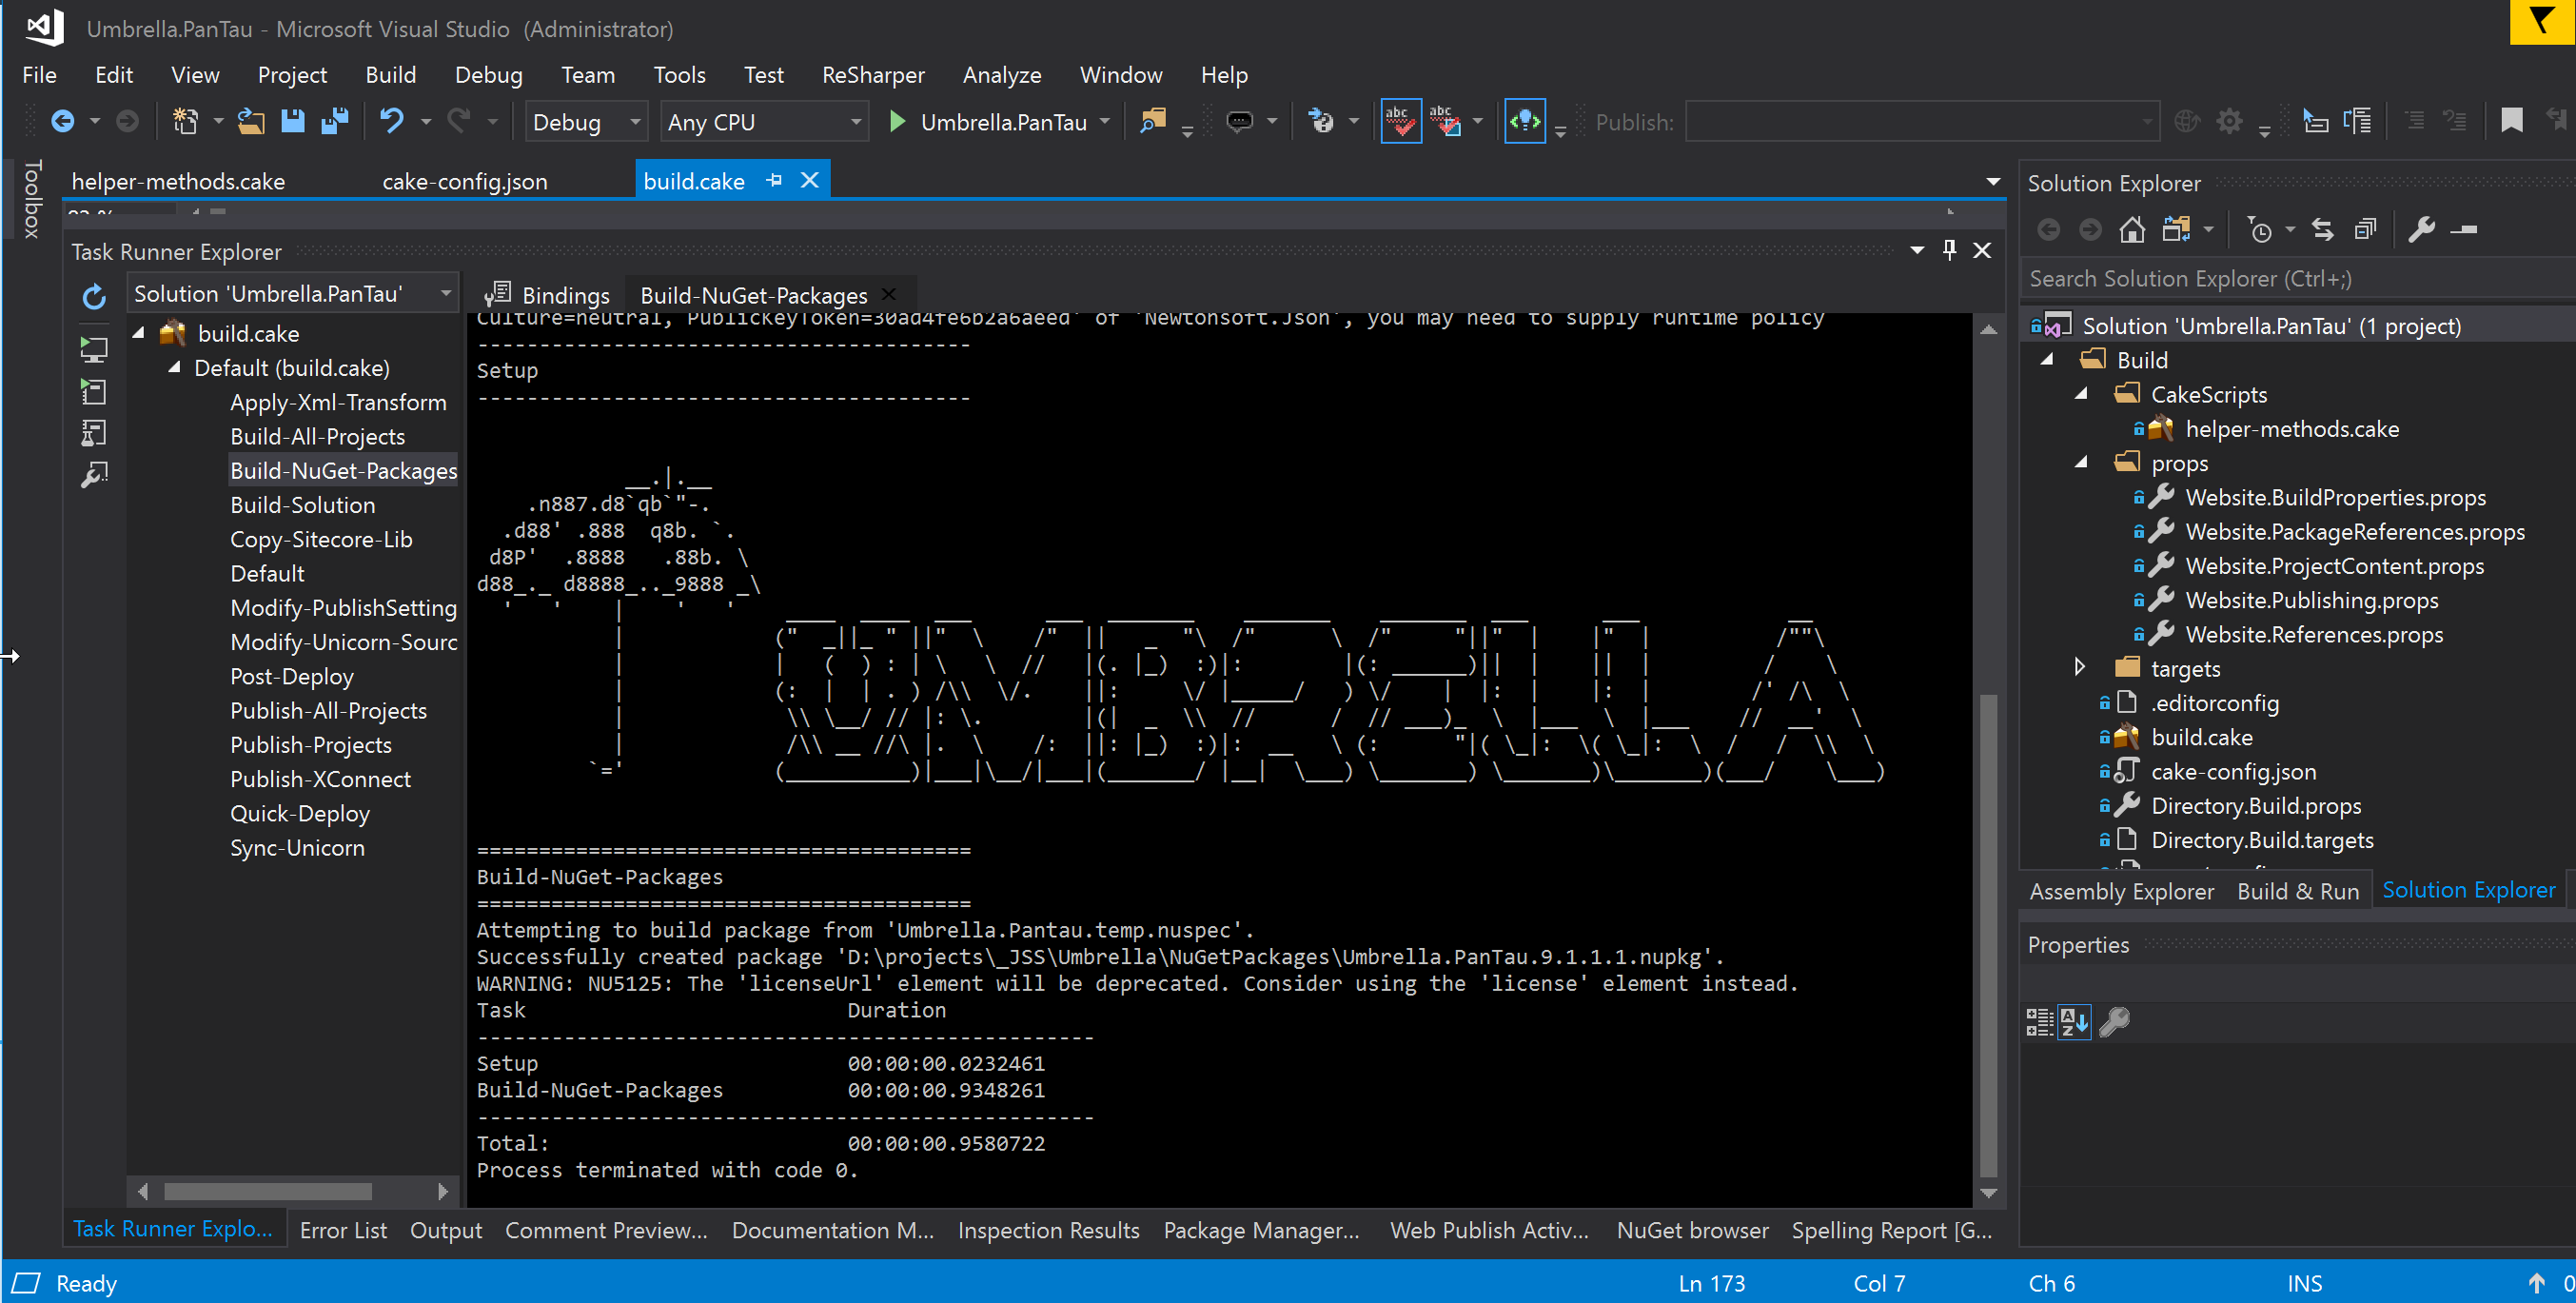 Umbrella.PanTau - Microsoft Visual Studio  (Administrator)
File Edit View Project Build Debug Team Tools Test ReSharper Analyze Window Help
Debug Any CPU Umbrella.PanTau abc abc Publish:
Toolbox
helper-methods.cake cake-config.json build.cake
Task Runner Explorer
Solution 'Umbrella.PanTau'
build.cake
Default (build.cake)
Apply-Xml-Transform
Build-All-Projects
Build-NuGet-Packages
Build-Solution
Copy-Sitecore-Lib
Default
Modify-PublishSetting
Modify-Unicorn-Sourc
Post-Deploy
Publish-All-Projects
Publish-Projects
Publish-XConnect
Quick-Deploy
Sync-Unicorn
Bindings Build-NuGet-Packages
Culture=neutral, PublicKeyToken=30ad4fe6b2a6aeed' of 'Newtonsoft.Json', you may need to supply runtime policy
----------------------------------------
Setup
----------------------------------------
UMBRELLA
========================================
Build-NuGet-Packages
========================================
Attempting to build package from 'Umbrella.Pantau.temp.nuspec'.
Successfully created package 'D:\projects\_JSS\Umbrella\NuGetPackages\Umbrella.PanTau.9.1.1.1.nupkg'.
WARNING: NU5125: The 'licenseUrl' element will be deprecated. Consider using the 'license' element instead.
Task Duration
--------------------------------------------------
Setup 00:00:00.0232461
Build-NuGet-Packages 00:00:00.9348261
--------------------------------------------------
Total: 00:00:00.9580722
Process terminated with code 0.
Solution Explorer
Search Solution Explorer (Ctrl+;)
Solution 'Umbrella.PanTau' (1 project)
Build
CakeScripts
helper-methods.cake
props
Website.BuildProperties.props
Website.PackageReferences.props
Website.ProjectContent.props
Website.Publishing.props
Website.References.props
targets
.editorconfig
build.cake
cake-config.json
Directory.Build.props
Directory.Build.targets
Assembly Explorer Build & Run Solution Explorer
Properties
Task Runner Explo... Error List Output Comment Preview... Documentation M... Inspection Results Package Manager... Web Publish Activ... NuGet browser Spelling Report [G...
Ready Ln 173 Col 7 Ch 6 INS 0